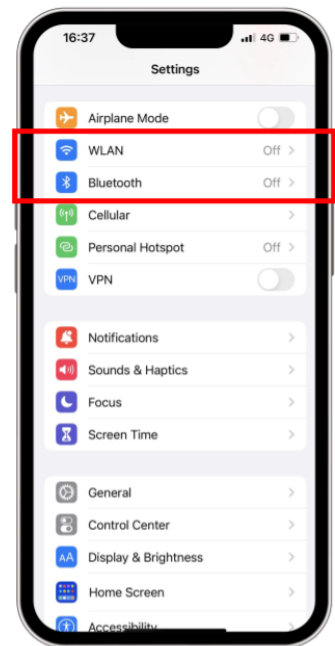 16:37 4G
Settings
Airplane Mode
WLAN Off
Bluetooth Off
Cellular
Personal Hotspot Off
VPN VPN
Notifications
Sounds & Haptics
Focus
Screen Time
General
Control Center
AA Display & Brightness
Home Screen
Accessibility